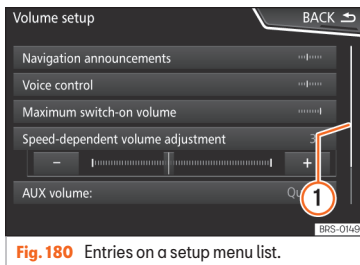 Volume setup
BACK
Navigation announcements
Voice control
Maximum switch-on volume
Speed-dependent volume adjustment 3
- +
AUX volume:
1
BRS-0149
Fig. 180 Entries on a setup menu list.